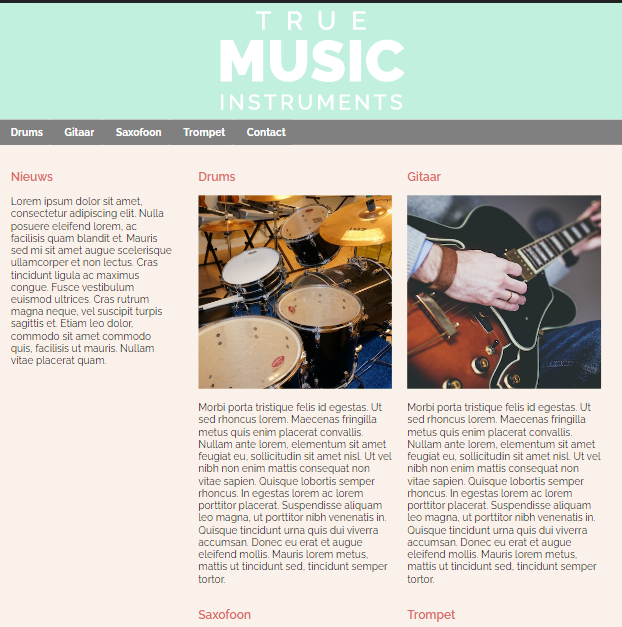 TRUE
MUSIC
INSTRUMENTS
Drums Gitaar Saxofoon Trompet Contact
Nieuws
Lorem ipsum dolor sit amet,
consectetur adipiscing elit. Nulla
posuere eleifend lorem, ac
facilisis quam blandit et. Mauris
sed mi sit amet augue scelerisque
ullamcorper et non lectus. Cras
tincidunt ligula ac maximus
congue. Fusce vestibulum
euismod ultrices. Cras rutrum
magna neque, vel suscipit turpis
sagittis et. Etiam leo dolor,
commodo sit amet commodo
quis, facilisis ut mauris. Nullam
vitae placerat quam.
Drums
Morbi porta tristique felis id egestas. Ut
sed rhoncus lorem. Maecenas fringilla
metus quis enim placerat convallis.
Nullam ante lorem, elementum sit amet
feugiat eu, sollicitudin sit amet nisl. Ut vel
nibh non enim mattis consequat non
vitae sapien. Quisque lobortis semper
rhoncus. In egestas lorem ac lorem
porttitor placerat. Suspendisse aliquam
leo magna, ut porttitor nibh venenatis in.
Quisque tincidunt urna quis dui viverra
accumsan. Donec eu erat et augue
eleifend mollis. Mauris lorem metus,
mattis ut tincidunt sed, tincidunt semper
tortor.
Gitaar
Morbi porta tristique felis id egestas. Ut
sed rhoncus lorem. Maecenas fringilla
metus quis enim placerat convallis.
Nullam ante lorem, elementum sit amet
feugiat eu, sollicitudin sit amet nisl. Ut vel
nibh non enim mattis consequat non
vitae sapien. Quisque lobortis semper
rhoncus. In egestas lorem ac lorem
porttitor placerat. Suspendisse aliquam
leo magna, ut porttitor nibh venenatis in.
Quisque tincidunt urna quis dui viverra
accumsan. Donec eu erat et augue
eleifend mollis. Mauris lorem metus,
mattis ut tincidunt sed, tincidunt semper
tortor.
Saxofoon
Trompet